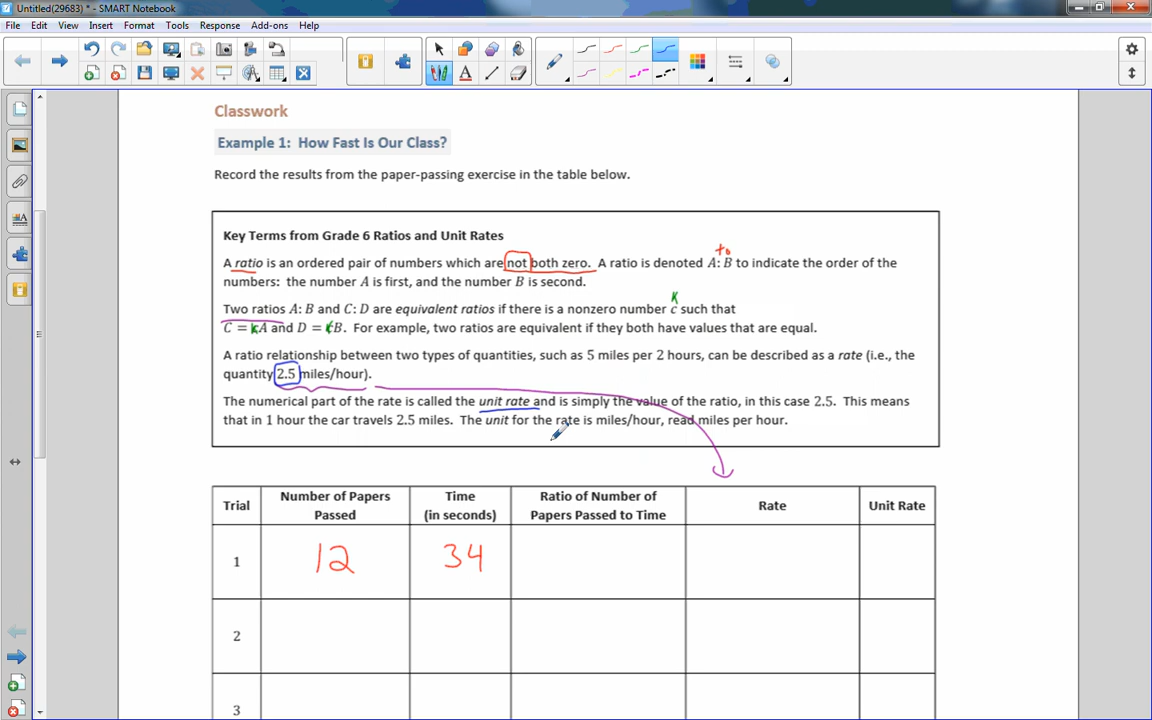 Untitled(29683) * - SMART Notebook
File Edit View Insert Format Tools Response Add-ons Help
Classwork
Example 1: How Fast Is Our Class?
Record the results from the paper-passing exercise in the table below.
Key Terms from Grade 6 Ratios and Unit Rates
to
A ratio is an ordered pair of numbers which are not both zero. A ratio is denoted A: B to indicate the order of the
numbers: the number A is first, and the number B is second.
K
Two ratios A: B and C: D are equivalent ratios if there is a nonzero number c such that
C = kA and D = kB. For example, two ratios are equivalent if they both have values that are equal.
A ratio relationship between two types of quantities, such as 5 miles per 2 hours, can be described as a rate (i.e., the
quantity 2.5 miles/hour).
The numerical part of the rate is called the unit rate and is simply the value of the ratio, in this case 2.5. This means
that in 1 hour the car travels 2.5 miles. The unit for the rate is miles/hour, read miles per hour.
Trial
Number of Papers
Passed
Time
(in seconds)
Ratio of Number of
Papers Passed to Time
Rate
Unit Rate
1 12 34
2
3